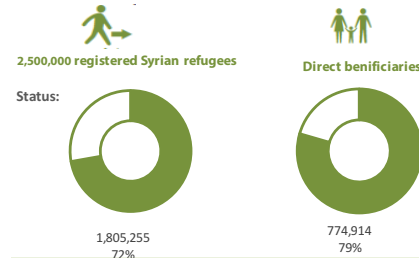 2,500,000 registered Syrian refugees
Direct benificiaries
Status:
1,805,255
72%
774,914
79%